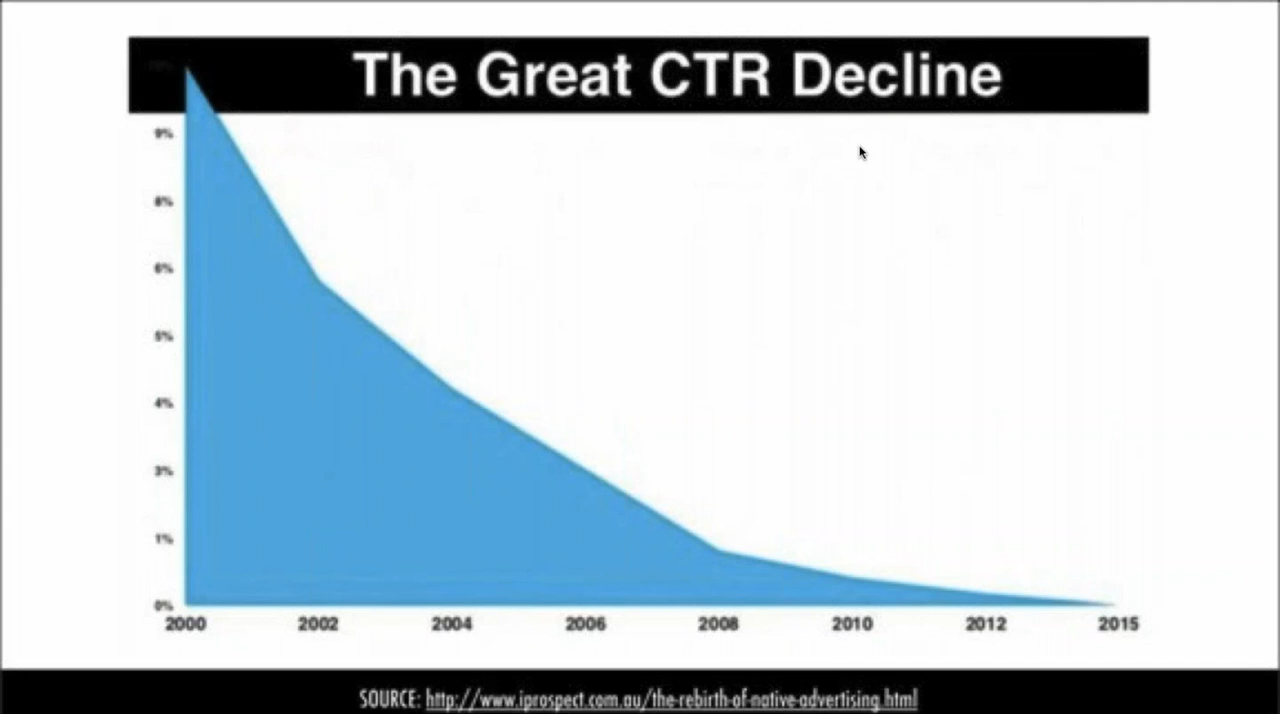 The Great CTR Decline
9%
8%
6%
5%
4%
3%
1%
0%
2000 2002 2004 2006 2008 2010 2012 2015
SOURCE: http://www.iprospect.com.au/the-rebirth-of-native-advertising.html